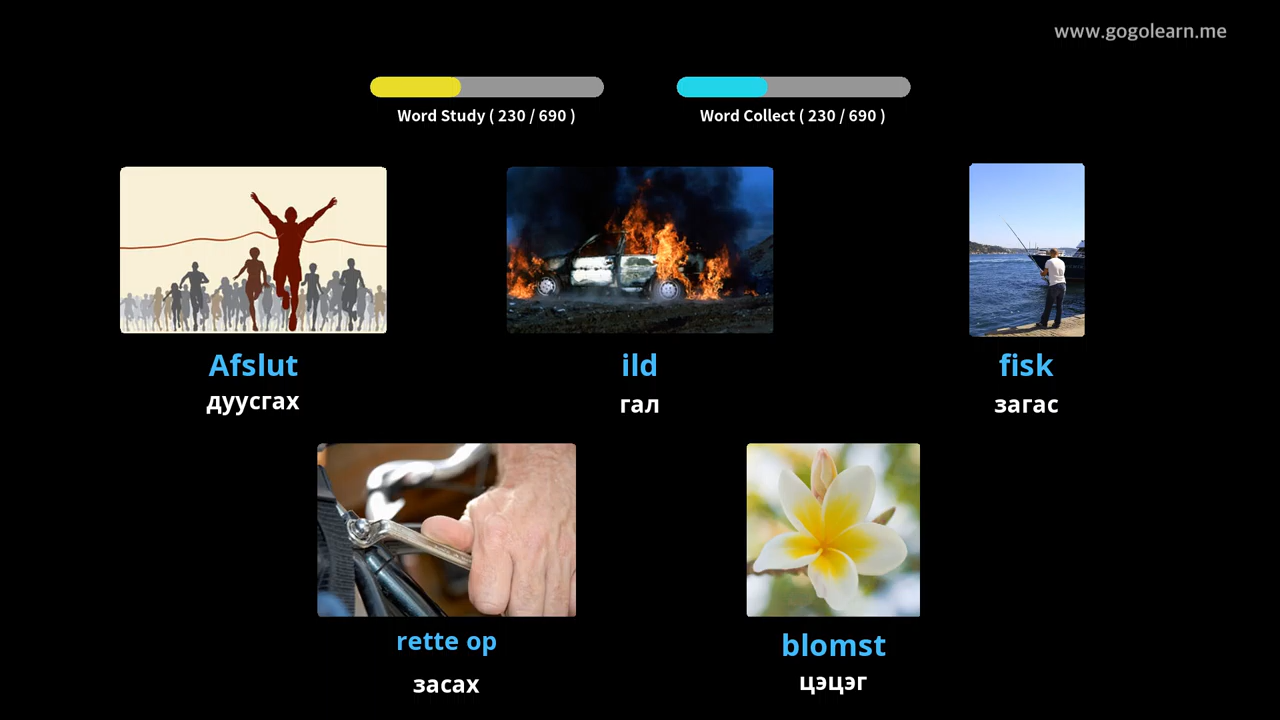 www.gogolearn.me
Word Study ( 230 / 690 )
Word Collect ( 230 / 690 )
Afslut
дуусгах
ild
гал
fisk
загас
rette op
засах
blomst
цэцэг